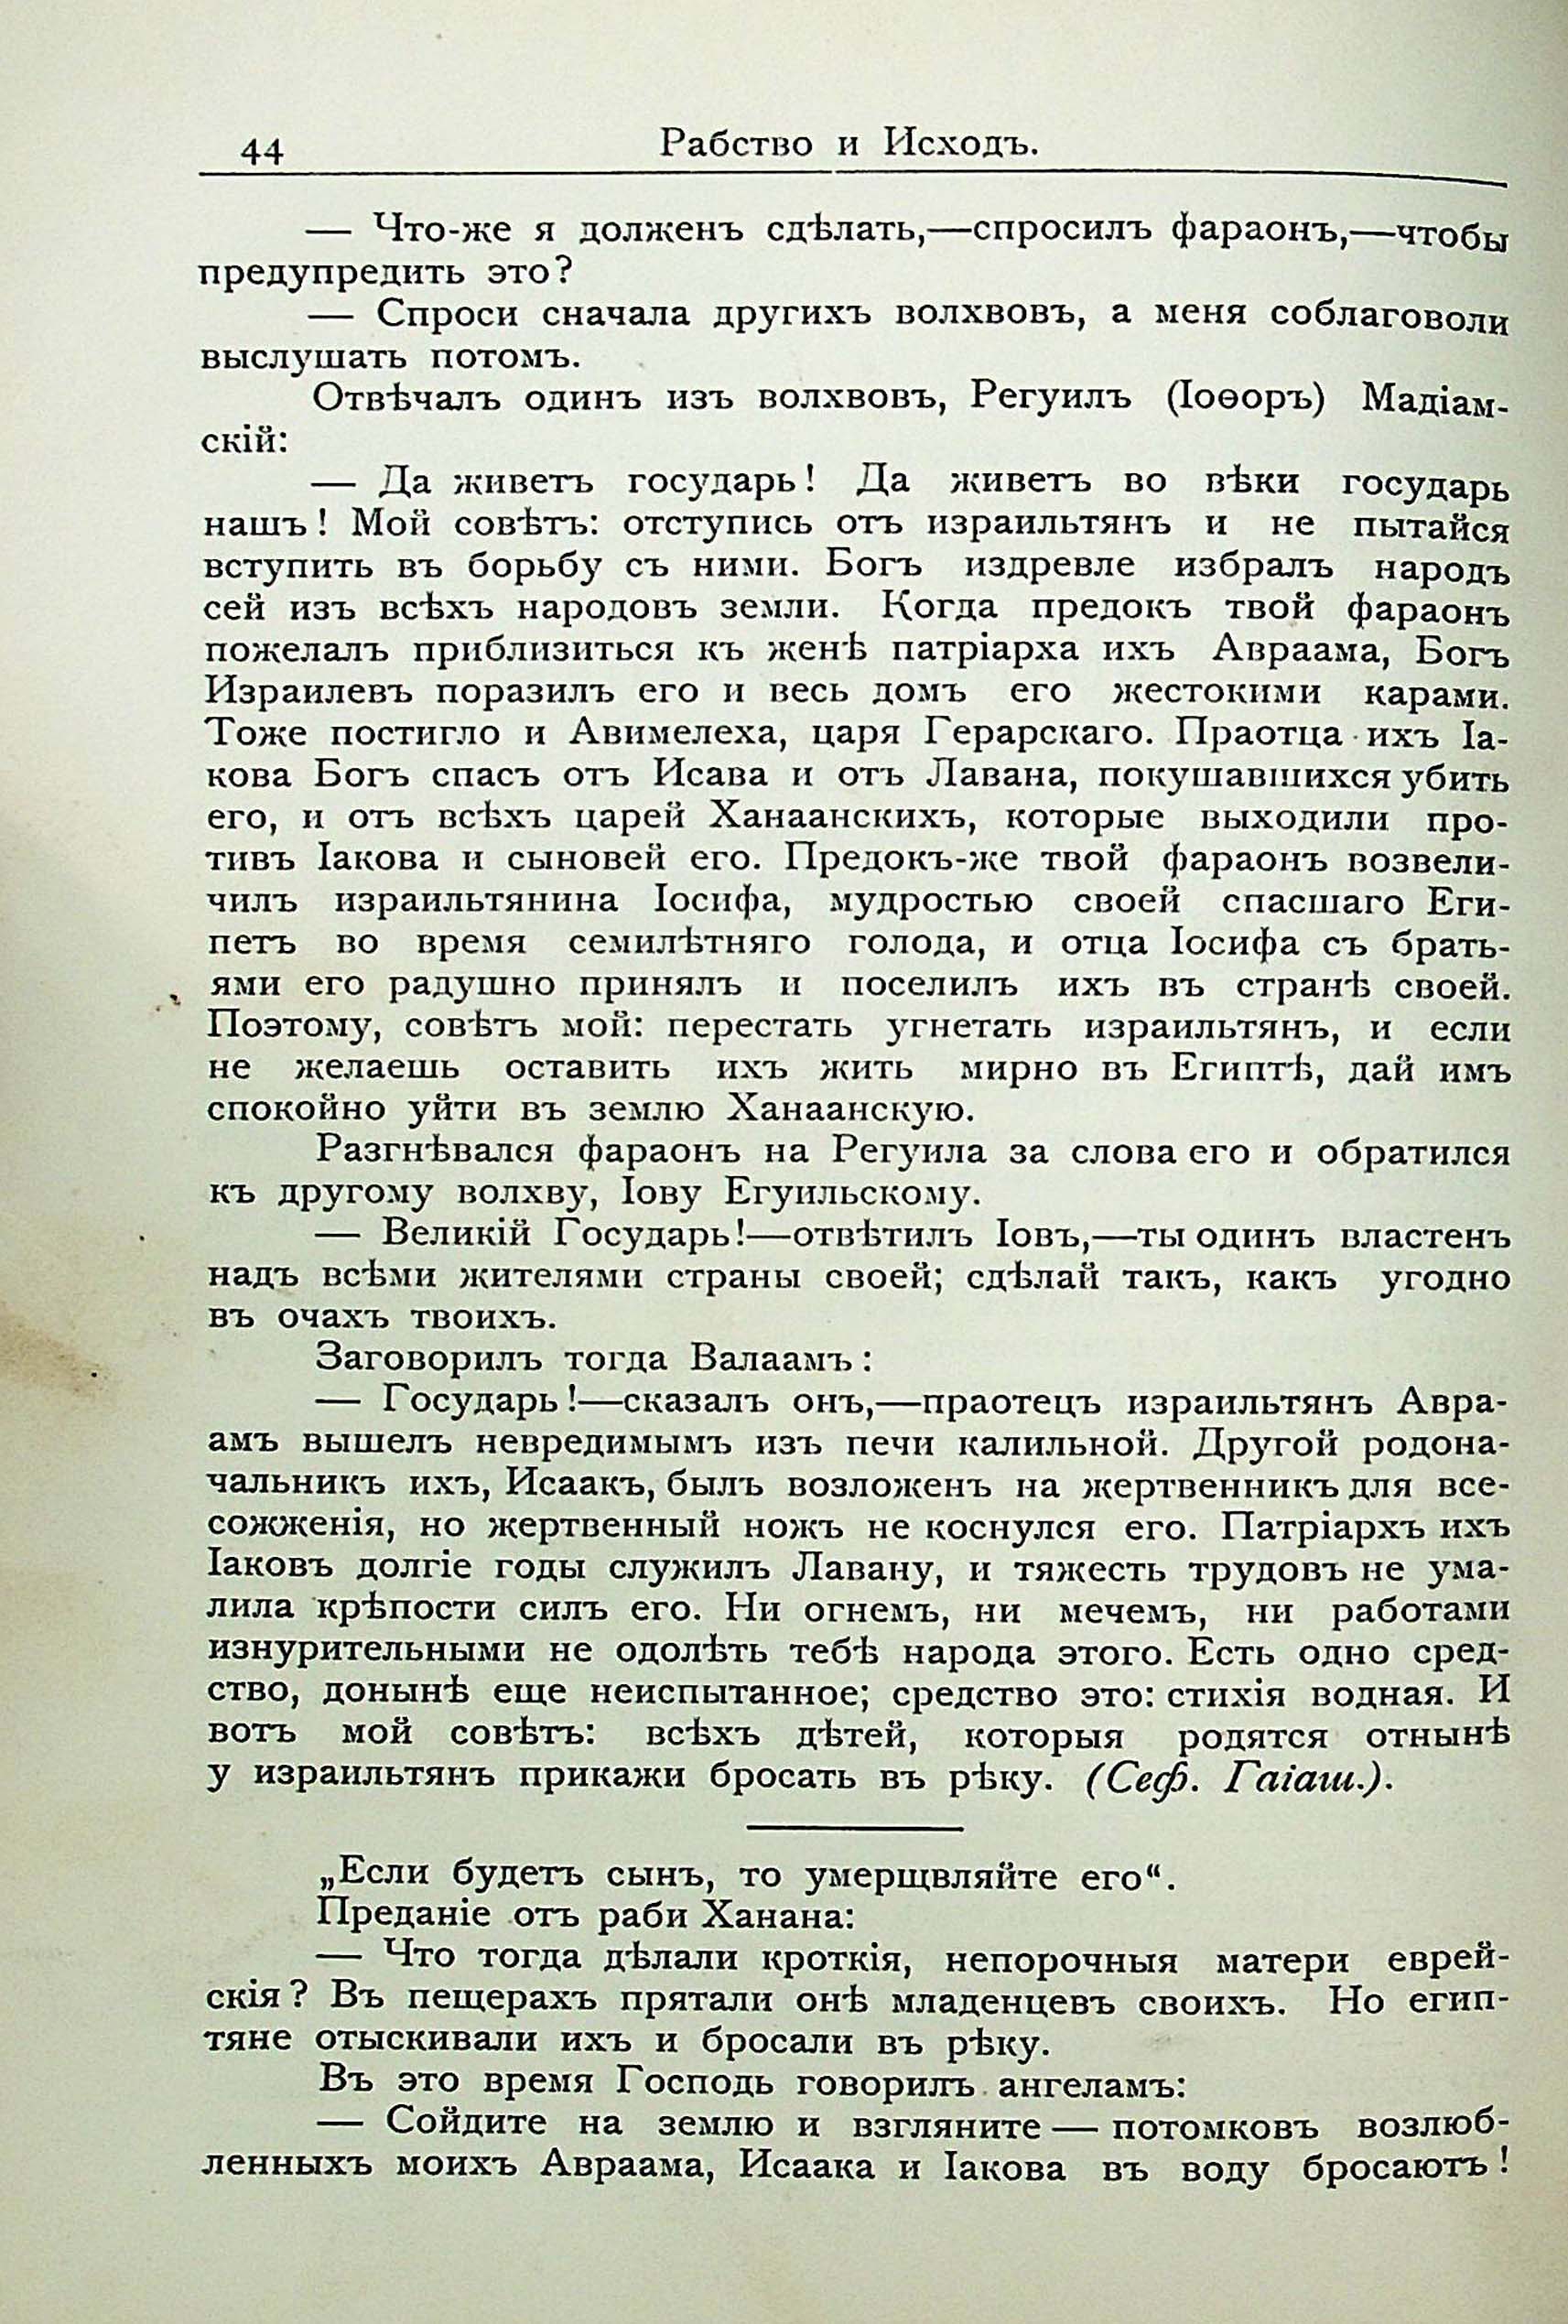 44 Рабство и Исходъ.
— Что-же я долженъ сдѣлать,—спросилъ фараонъ,—чтобы
предупредить это?
— Спроси сначала другихъ волхвовъ, а меня соблаговоли
выслушать потомъ.
Отвѣчалъ одинъ изъ волхвовъ, Регуилъ (Іоѳоръ) Мадіам-
скій:
— Да живетъ государь! Да живетъ во вѣки государь
нашъ! Мой совѣтъ: отступись отъ израильтянъ и не пытайся
вступить въ борьбу съ ними. Богъ издревле избралъ народъ
сей изъ всѣхъ народовъ земли. Когда предокъ твой фараонъ
пожелалъ приблизиться къ женѣ патріарха ихъ Авраама, Богъ
Израилевъ поразилъ его и весь домъ его жестокими карами.
Тоже постигло и Авимелеха, царя Герарскаго. Праотца ихъ Іа-
кова Богъ спасъ отъ Исава и отъ Лавана, покушавшихся убить
его, и отъ всѣхъ царей Ханаанскихъ, которые выходили про-
тивъ Іакова и сыновей его. Предокъ-же твой фараонъ возвели-
чилъ израильтянина Іосифа, мудростью своей спасшаго Еги-
петъ во время семилѣтняго голода, и отца Іосифа съ брать-
ями его радушно принялъ и поселилъ ихъ въ странѣ своей.
Поэтому, совѣтъ мой: перестать угнетать израильтянъ, и если
не желаешь оставить ихъ жить мирно въ Египтѣ, дай имъ
спокойно уйти въ землю Ханаанскую.
Разгнѣвался фараонъ на Регуила за слова его и обратился
къ другому волхву, Іову Егуильскому.
— Великій Государь!—отвѣтилъ Іовъ,—ты одинъ властенъ
надъ всѣми жителями страны своей; сдѣлай такъ, какъ угодно
въ очахъ твоихъ.
Заговорилъ тогда Валаамъ:
— Государь!—сказалъ онъ,—праотецъ израильтянъ Авра-
амъ вышелъ невредимымъ изъ печи калильной. Другой родона-
чальникъ ихъ, Исаакъ, былъ возложенъ на жертвенникъ для все-
сожженія, но жертвенный ножъ не коснулся его. Патріархъ ихъ
Іаковъ долгіе годы служилъ Лавану, и тяжесть трудовъ не ума-
лила крѣпости силъ его. Ни огнемъ, ни мечемъ, ни работами
изнурительными не одолѣть тебѣ народа этого. Есть одно сред-
ство, донынѣ еще неиспытанное; средство это: стихія водная. И
вотъ мой совѣтъ: всѣхъ дѣтей, которыя родятся отнынѣ
у израильтянъ прикажи бросать въ рѣку. (Сеф. Гаіаш.).
„Если будетъ сынъ, то умерщвляйте его“.
Преданіе отъ раби Ханана:
— Что тогда дѣлали кроткія, непорочныя матери еврей-
скія? Въ пещерахъ прятали онѣ младенцевъ своихъ. Но егип-
тяне отыскивали ихъ и бросали въ рѣку.
Въ это время Господь говорилъ ангеламъ:
— Сойдите на землю и взгляните — потомковъ возлюб-
ленныхъ моихъ Авраама, Исаака и Іакова въ воду бросаютъ!